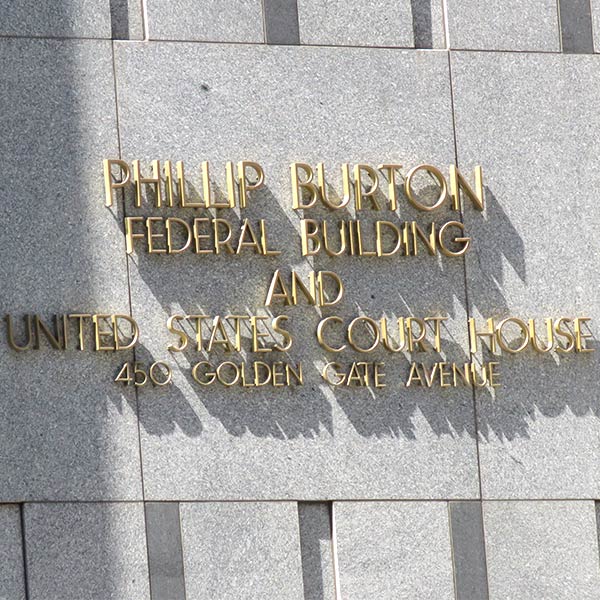 PHILLIP BURTON
FEDERAL BUILDING
AND
UNITED STATES COURT HOUSE
450 GOLDEN GATE AVENUE